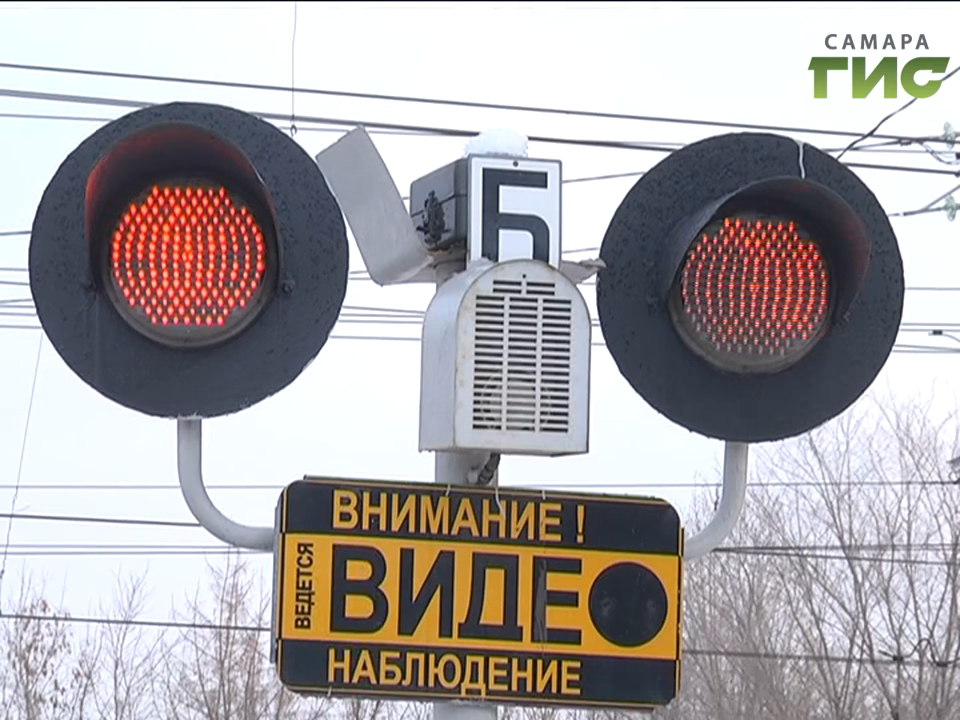 САМАРА
ГИС
Б
ВНИМАНИЕ !
ВЕДЕТСЯ
ВИДЕО
НАБЛЮДЕНИЕ